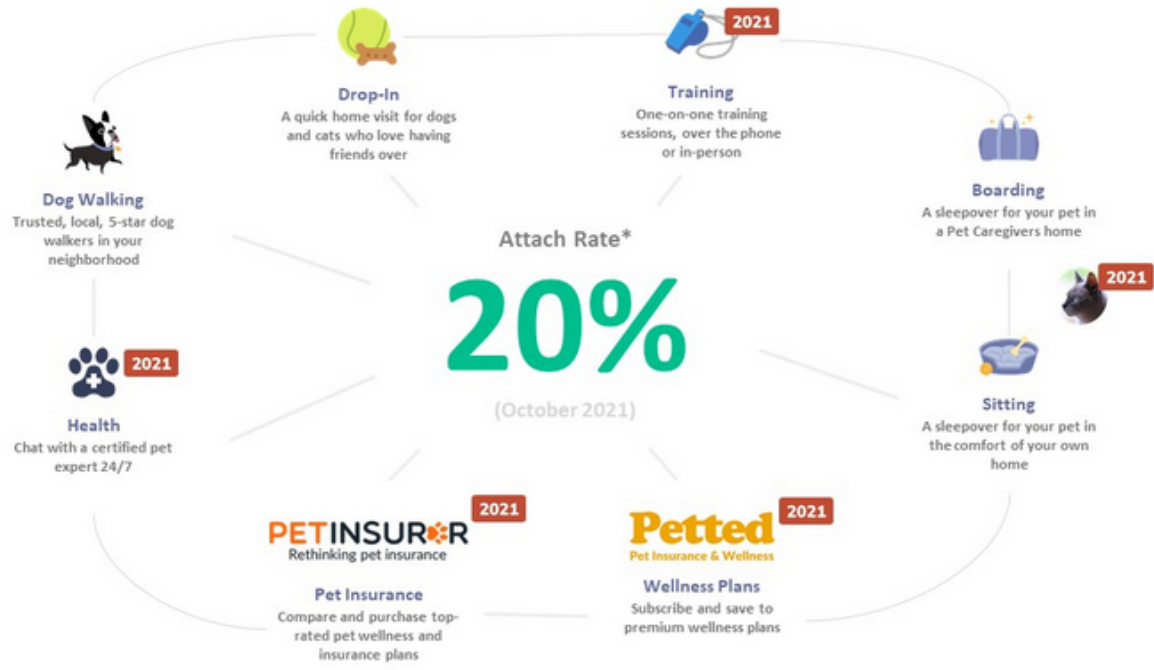 2021
Drop-In
A quick home visit for dogs
and cats who love having
friends over
Training
One-on-one training
sessions, over the phone
or in-person
Boarding
A sleepover for your pet in
a Pet Caregivers home
Dog Walking
Trusted, local, 5-star dog
walkers in your
neighborhood
Attach Rate*
20%
(October 2021)
2021
Sitting
A sleepover for your pet in
the comfort of your own
home
2021
Health
Chat with a certified pet
expert 24/7
PETINSUROR
Rethinking pet insurance
2021
Pet Insurance
Compare and purchase top-
rated pet wellness and
insurance plans
Petted
Pet Insurance & Wellness
2021
Wellness Plans
Subscribe and save to
premium wellness plans